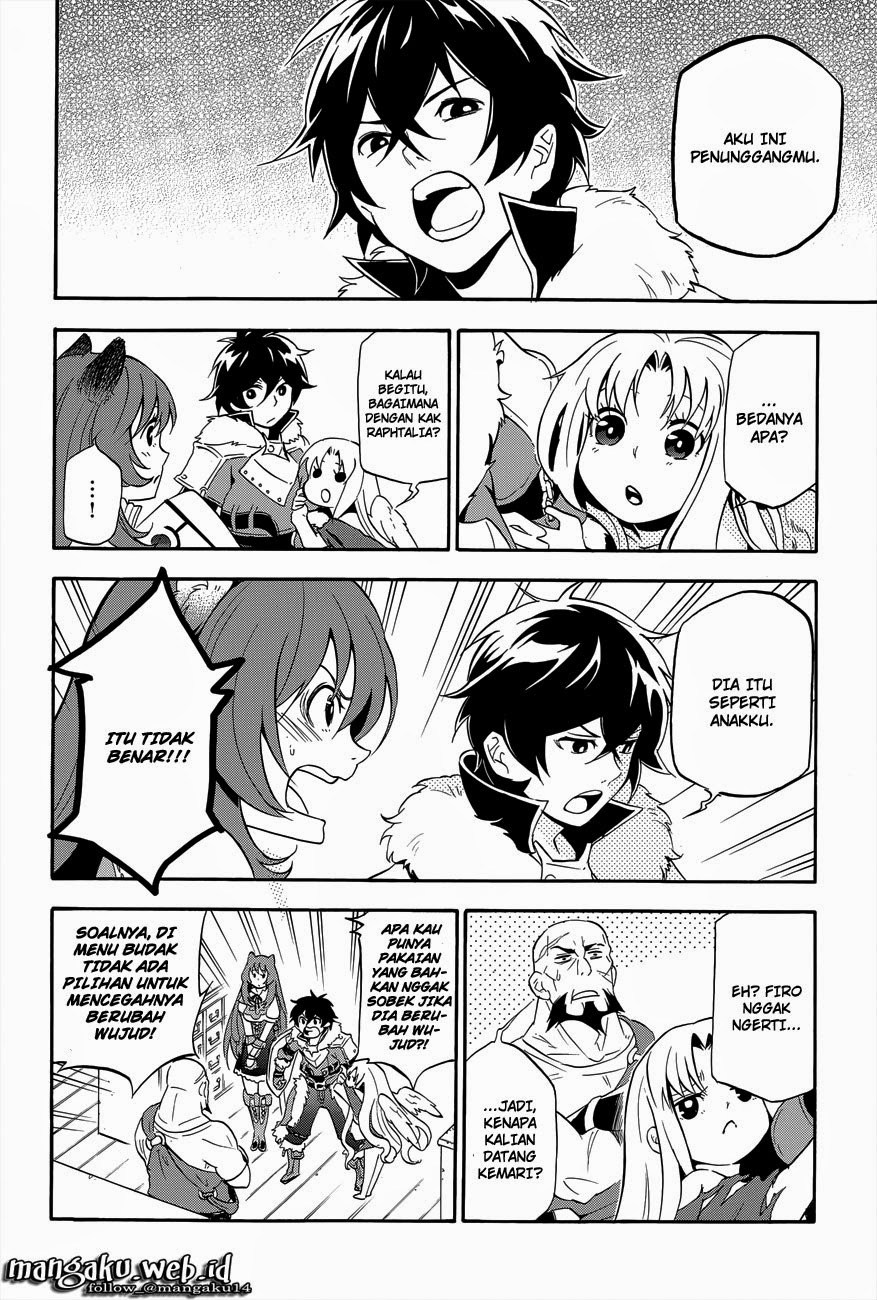 AKU INI
PENUNGGANGMU.
...
BEDANYA
APA?
KALAU
BEGITU,
BAGAIMANA
DENGAN KAK
RAPHTALIA?
...!
DIA ITU
SEPERTI
ANAKKU.
ITU TIDAK
BENAR!!!
EH? FIRO
NGGAK
NGERTI...
...JADI,
KENAPA
KALIAN
DATANG
KEMARI?
APA KAU
PUNYA
PAKAIAN
YANG BAH-
KAN NGGAK
SOBEK JIKA
DIA BERU-
BAH WU-
JUD?!
SOALNYA, DI
MENU BUDAK
TIDAK ADA
PILIHAN UNTUK
MENCEGAHNYA
BERUBAH
WUJUD!
mangaku.web.id
follow_@mangaku14